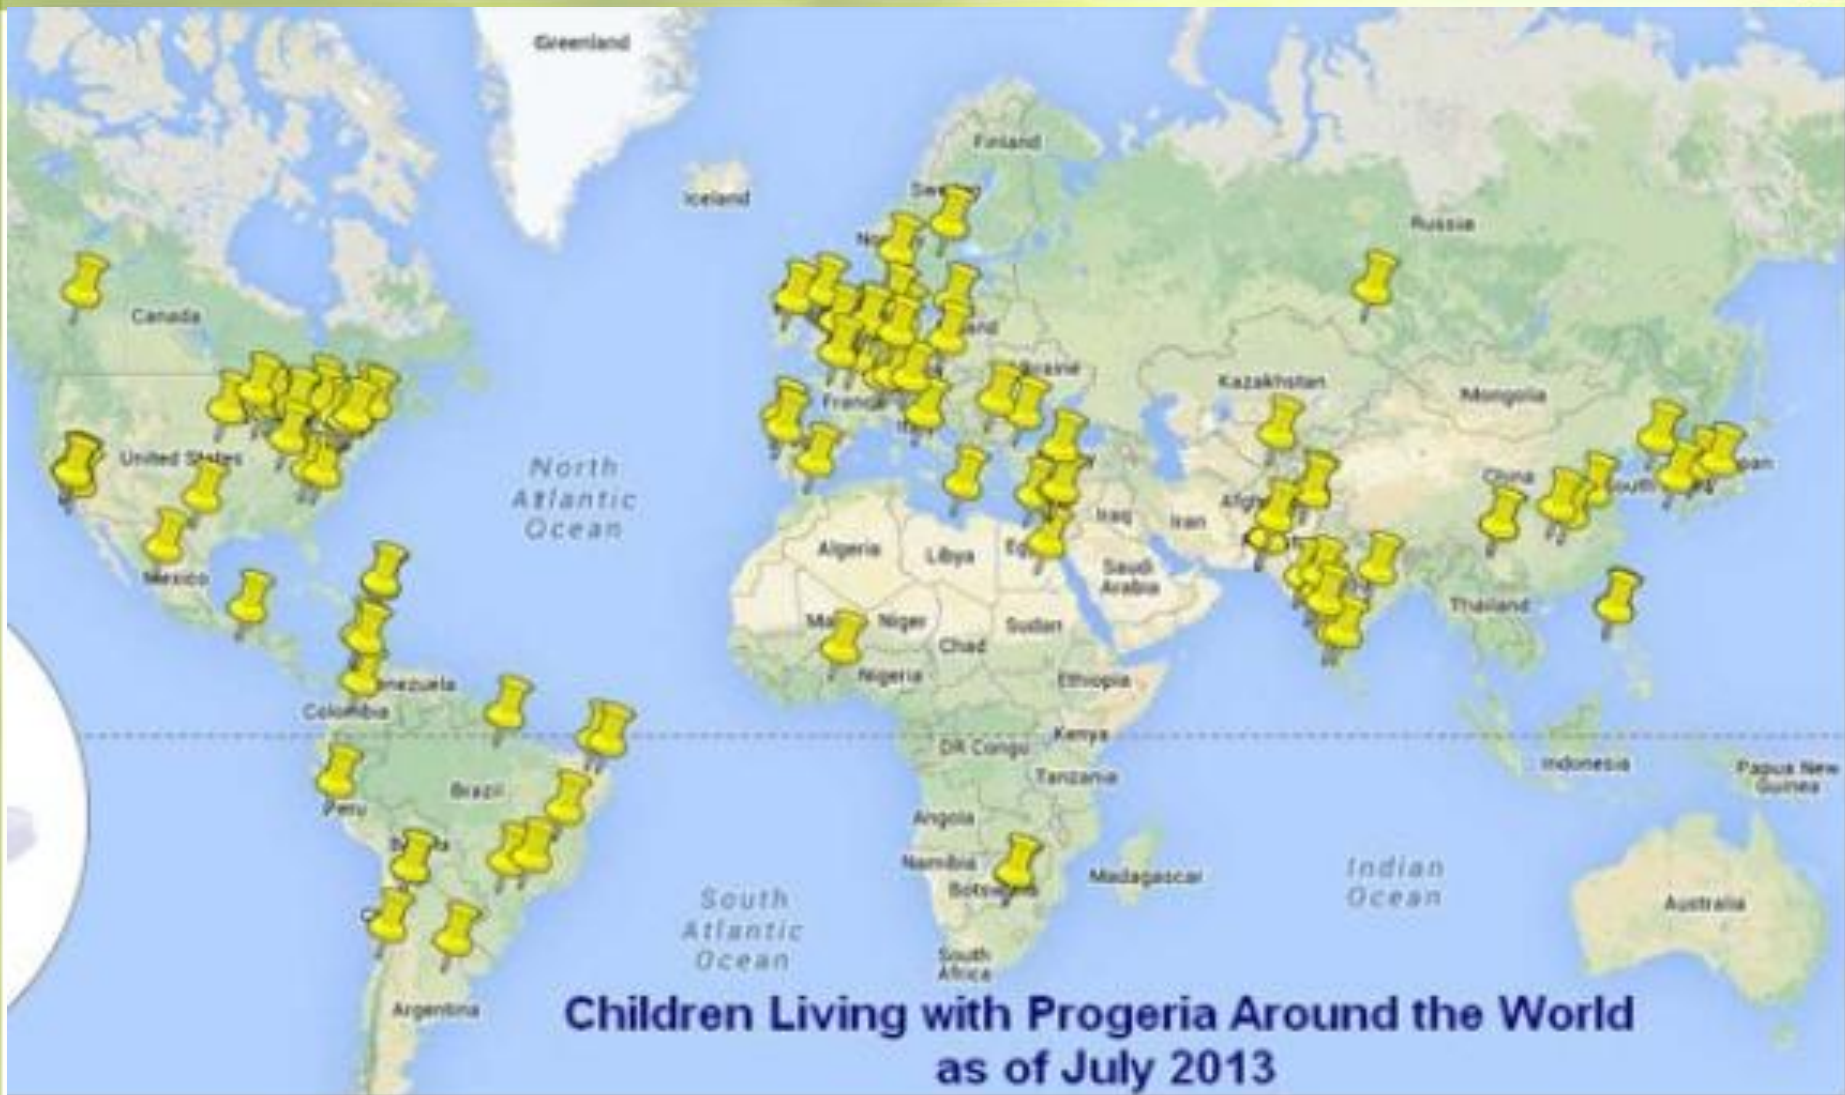 Greenland
Finland
Iceland
Russia
Canada
Kazakhstan
Mongolia
United States
North
Atlantic
Ocean
China
Iraq
Iran
Algeria
Libya
Saudi
Arabia
Mexico
Thailand
Niger
Sudan
Chad
Nigeria
Ethiopia
Colombia
Kenya
DR Congo
Indonesia
Papua New
Guinea
Tanzania
Brazil
Peru
Angola
Namibia
Madagascar
Indian
Ocean
South
Atlantic
Ocean
Australia
South
Africa
Argentina
Children Living with Progeria Around the World
as of July 2013